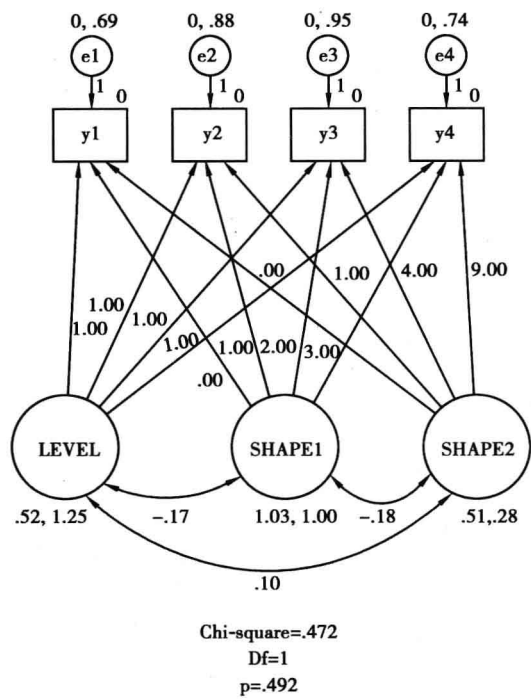 0, .69 0, .88 0, .95 0, .74
e1 e2 e3 e4
1 0 1 0 1 0 1 0
y1 y2 y3 y4
.00 1.00 4.00 9.00
1.00
1.00 1.00
1.00 1.00 2.00 3.00
.00
LEVEL SHAPE1 SHAPE2
.52, 1.25 –.17 1.03, 1.00 –.18 .51,.28
.10
Chi-square=.472
Df=1
p=.492